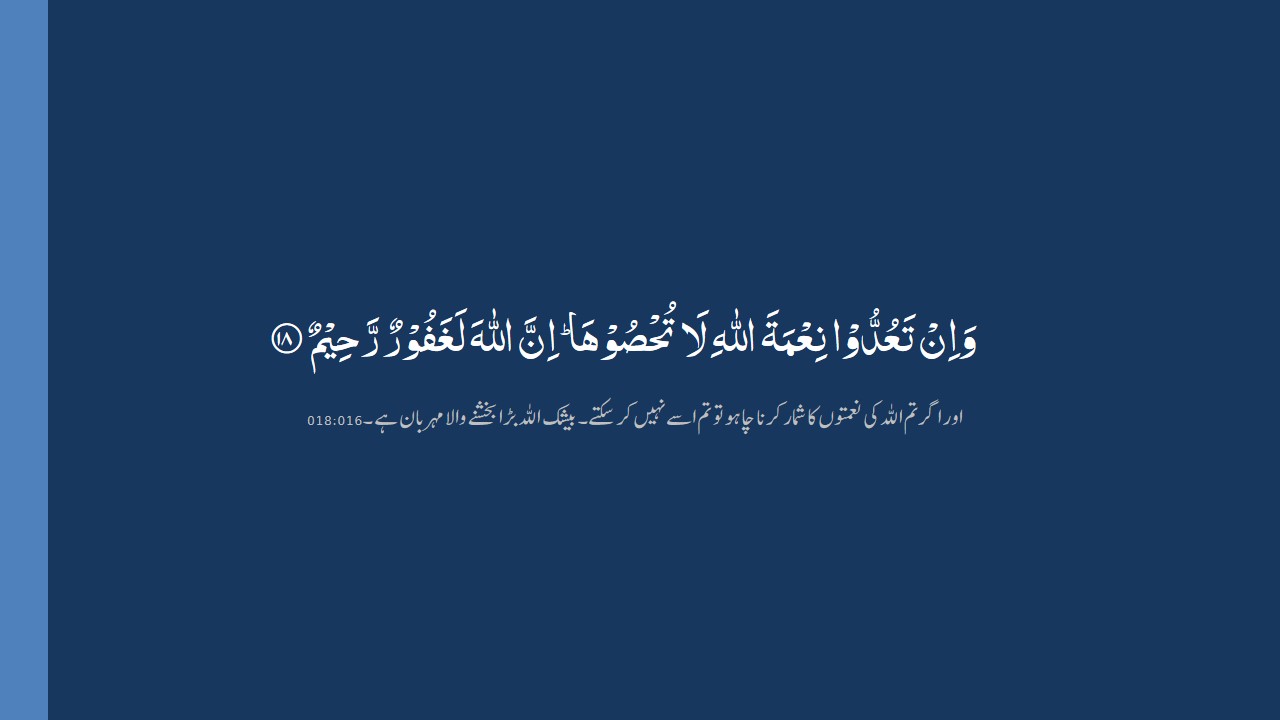 وَاِنْ تَعُدُّوْا نِعْمَةَ اللّٰهِ لَا تُحْصُوْهَا ؕ اِنَّ اللّٰهَ لَغَفُوْرٌ رَّحِيْمٌ ۝۱۸
اور اگر تم اللہ کی نعمتوں کا شمار کرنا چاہو تو تم اسے نہیں کر سکتے۔ بیشک اللہ بڑا بخشنے والا مہربان ہے۔018:016